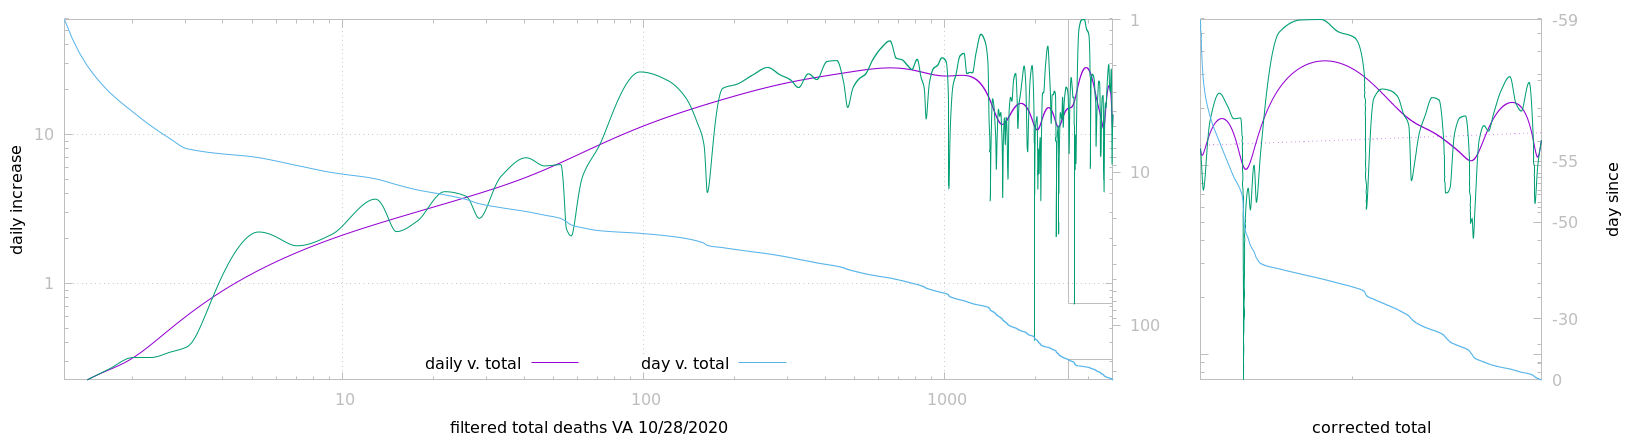 daily increase
10
1
daily v. total
day v. total
10
100
1000
filtered total deaths VA 10/28/2020
1
10
100
-59
-55
-50
-30
0
day since
corrected total